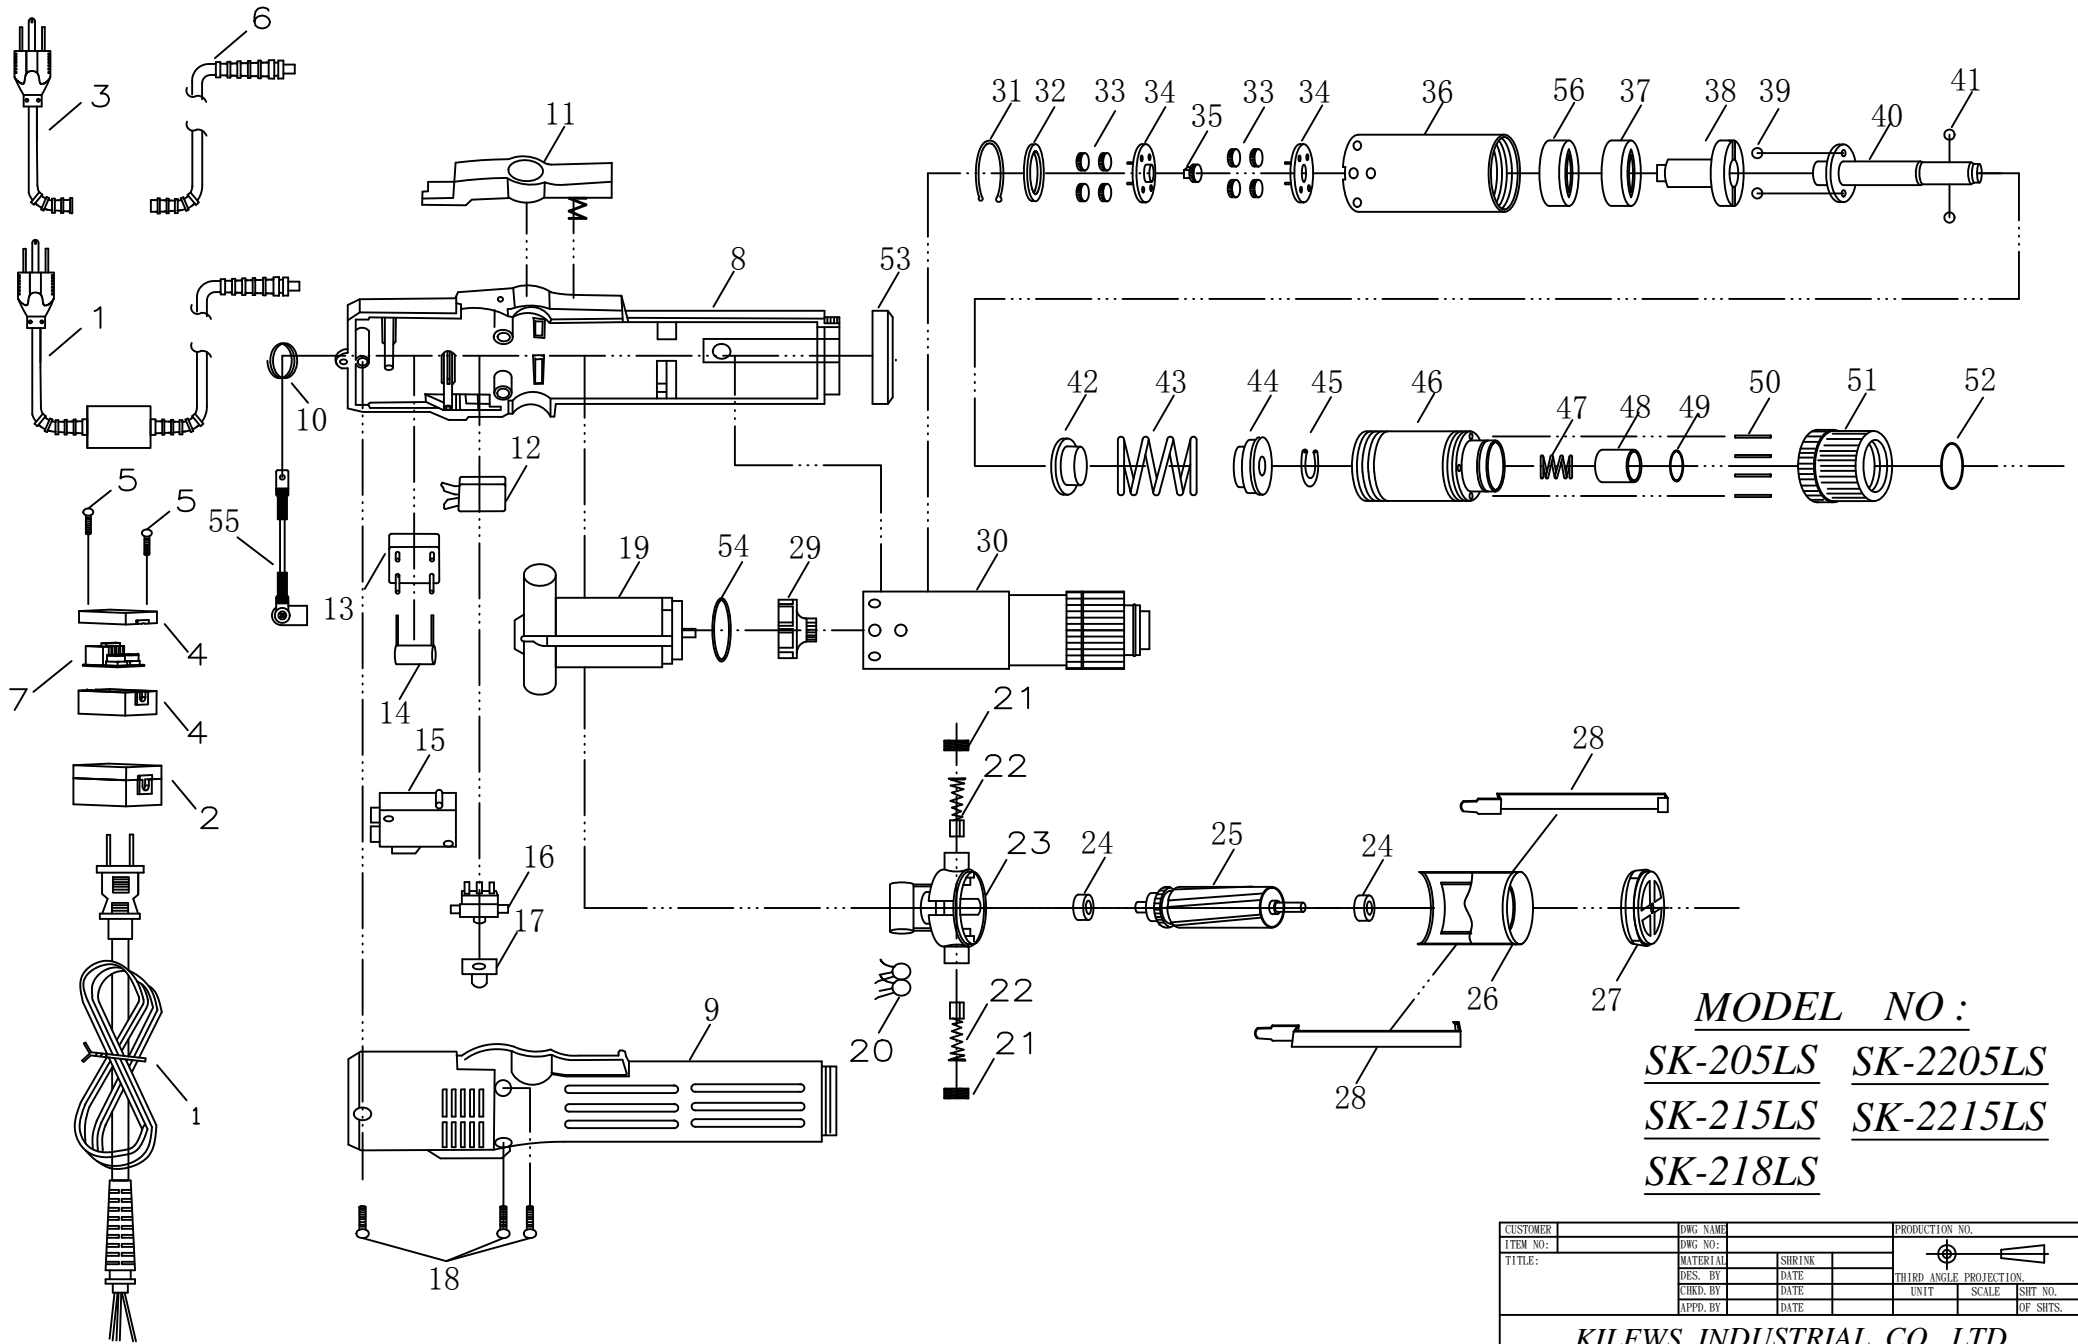 6
3
11
31 32 33 34 35 33 34 36 56 37 38 39 40 41
1
8
53
10
12
42 43 44 45 46 47 48 49 50 51 52
5
5
55
13
19 54 29 30
4
7
4
14
15
2
21
22
23
24 25 24
28
16
17
26 27
20
22
21
28
9
1
18
MODEL NO :
SK-205LS SK-2205LS
SK-215LS SK-2215LS
SK-218LS
CUSTOMER DWG NAME PRODUCTION NO.
ITEM NO: DWG NO:
TITLE: MATERIAL SHRINK
DES. BY DATE THIRD ANGLE PROJECTION.
CHKD. BY DATE UNIT SCALE SHT NO.
APPD. BY DATE OF SHTS.
KILEWS INDUSTRIAL CO., LTD